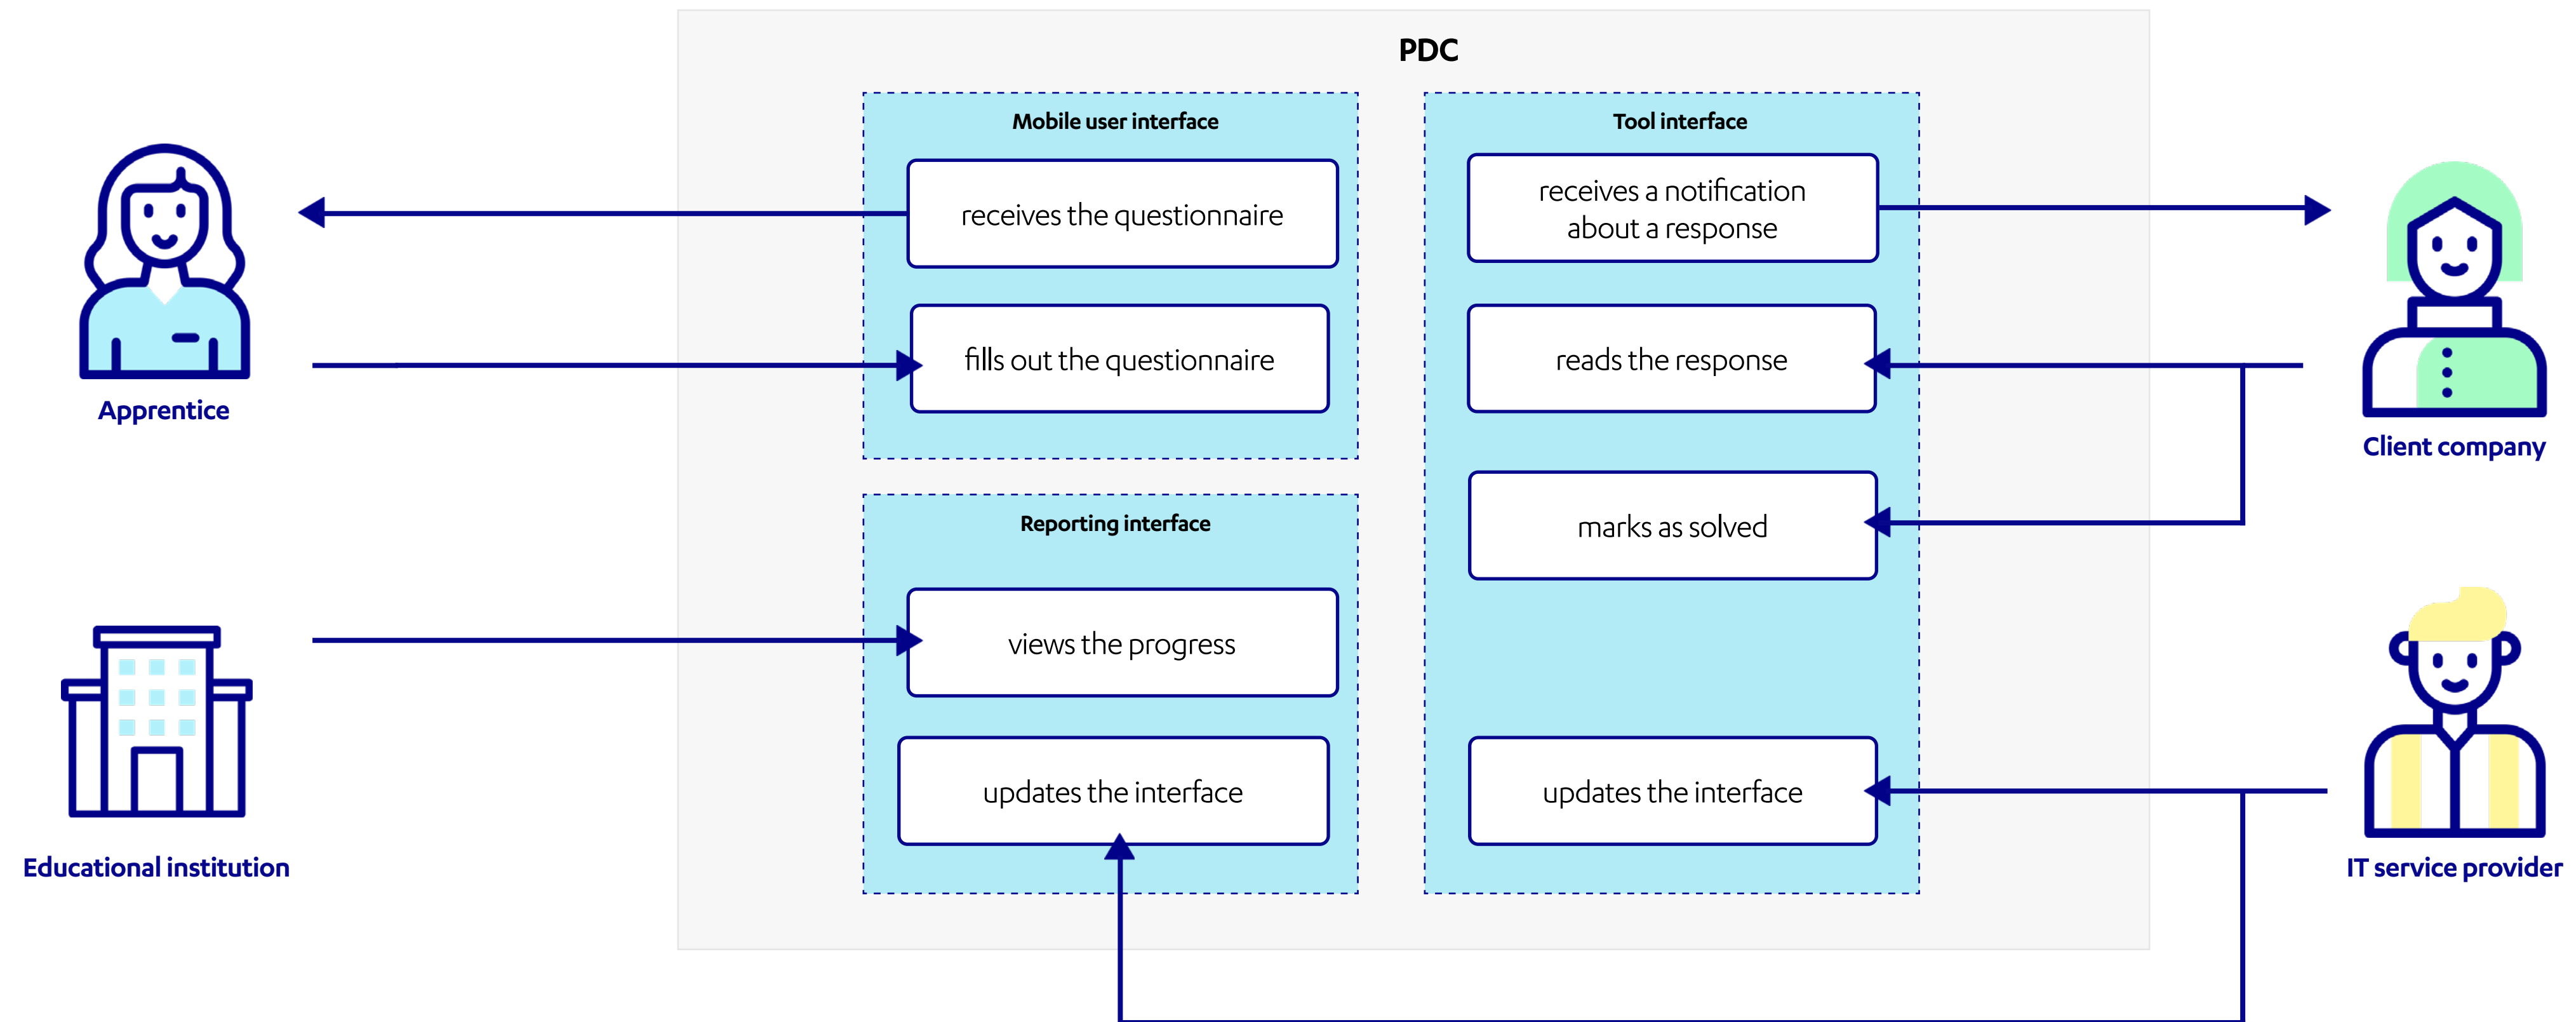 PDC
Mobile user interface
receives the questionnaire
fills out the questionnaire
Reporting interface
views the progress
updates the interface
Tool interface
receives a notification
about a response
reads the response
marks as solved
updates the interface
Apprentice
Educational institution
Client company
IT service provider